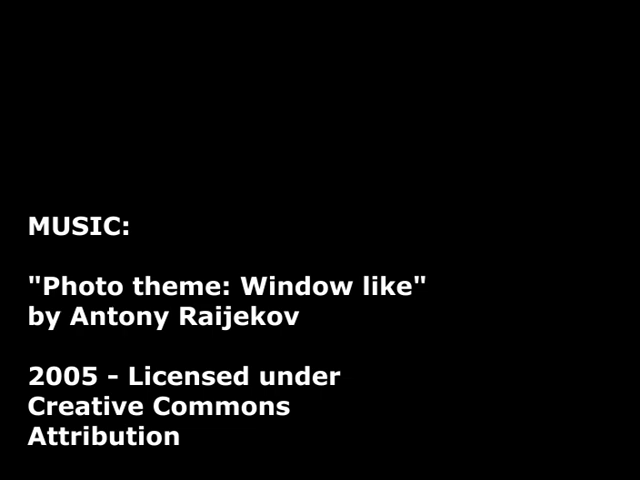 MUSIC:
"Photo theme: Window like"
by Antony Raijekov
2005 - Licensed under
Creative Commons
Attribution